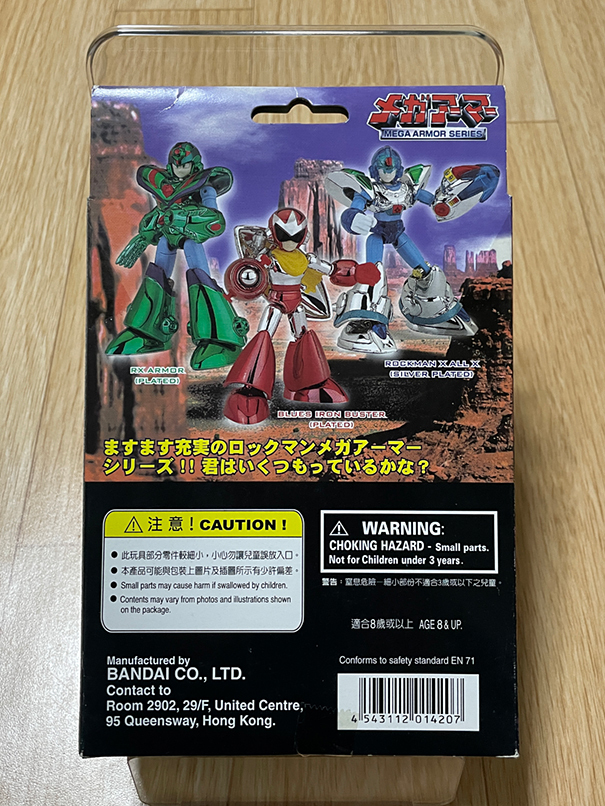 メガアーマー
MEGA ARMOR SERIES
RX ARMOR
(PLATED)
BLUES IRON BUSTER
(PLATED)
ROCKMAN X ALL X
(SILVER PLATED)
ますます充実のロックマンメガアーマー
シリーズ!!君はいくつもっているかな?
⚠ 注意!CAUTION!
● 此玩具部分零件較細小,小心勿讓兒童誤放入口。
● 本產品可能與包裝上圖片及插圖所示有少許偏差。
● Small parts may cause harm if swallowed by children.
● Contents may vary from photos and illustrations shown
on the package.
⚠ WARNING:
CHOKING HAZARD - Small parts.
Not for Children under 3 years.
警告:窒息危險—細小部份不適合3歲或以下之兒童
適合8歲或以上 AGE 8 & UP.
Manufactured by
BANDAI CO., LTD.
Contact to
Room 2902, 29/F, United Centre,
95 Queensway, Hong Kong.
Conforms to safety standard EN 71
4 543112 014207